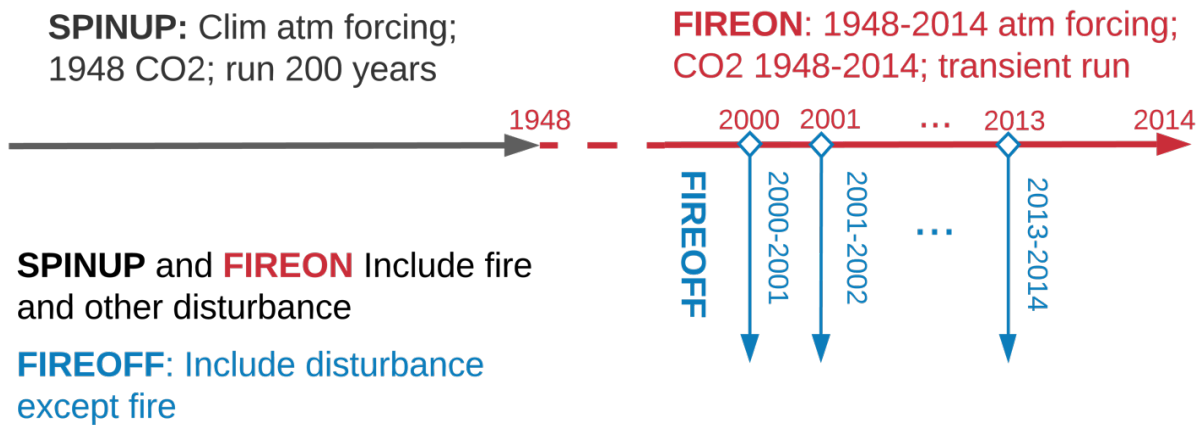 SPINUP: Clim atm forcing;
1948 CO2; run 200 years
FIREON: 1948-2014 atm forcing;
CO2 1948-2014; transient run
1948
2000
2001
...
2013
2014
FIREOFF
2000-2001
2001-2002
...
2013-2014
SPINUP and FIREON Include fire
and other disturbance
FIREOFF: Include disturbance
except fire